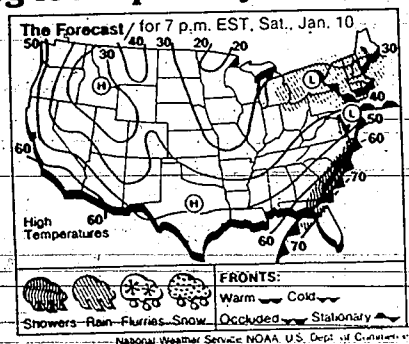 The Forecast / for 7 p.m. EST, Sat., Jan. 10
50 30 40 30 20 20 30
H L
40
L
50
60 60
70
H
High
Temperatures
60 60 70
FRONTS:
Warm Cold
Showers Rain Flurries Snow Occluded Stationary
National Weather Service NOAA, U.S. Dept. of